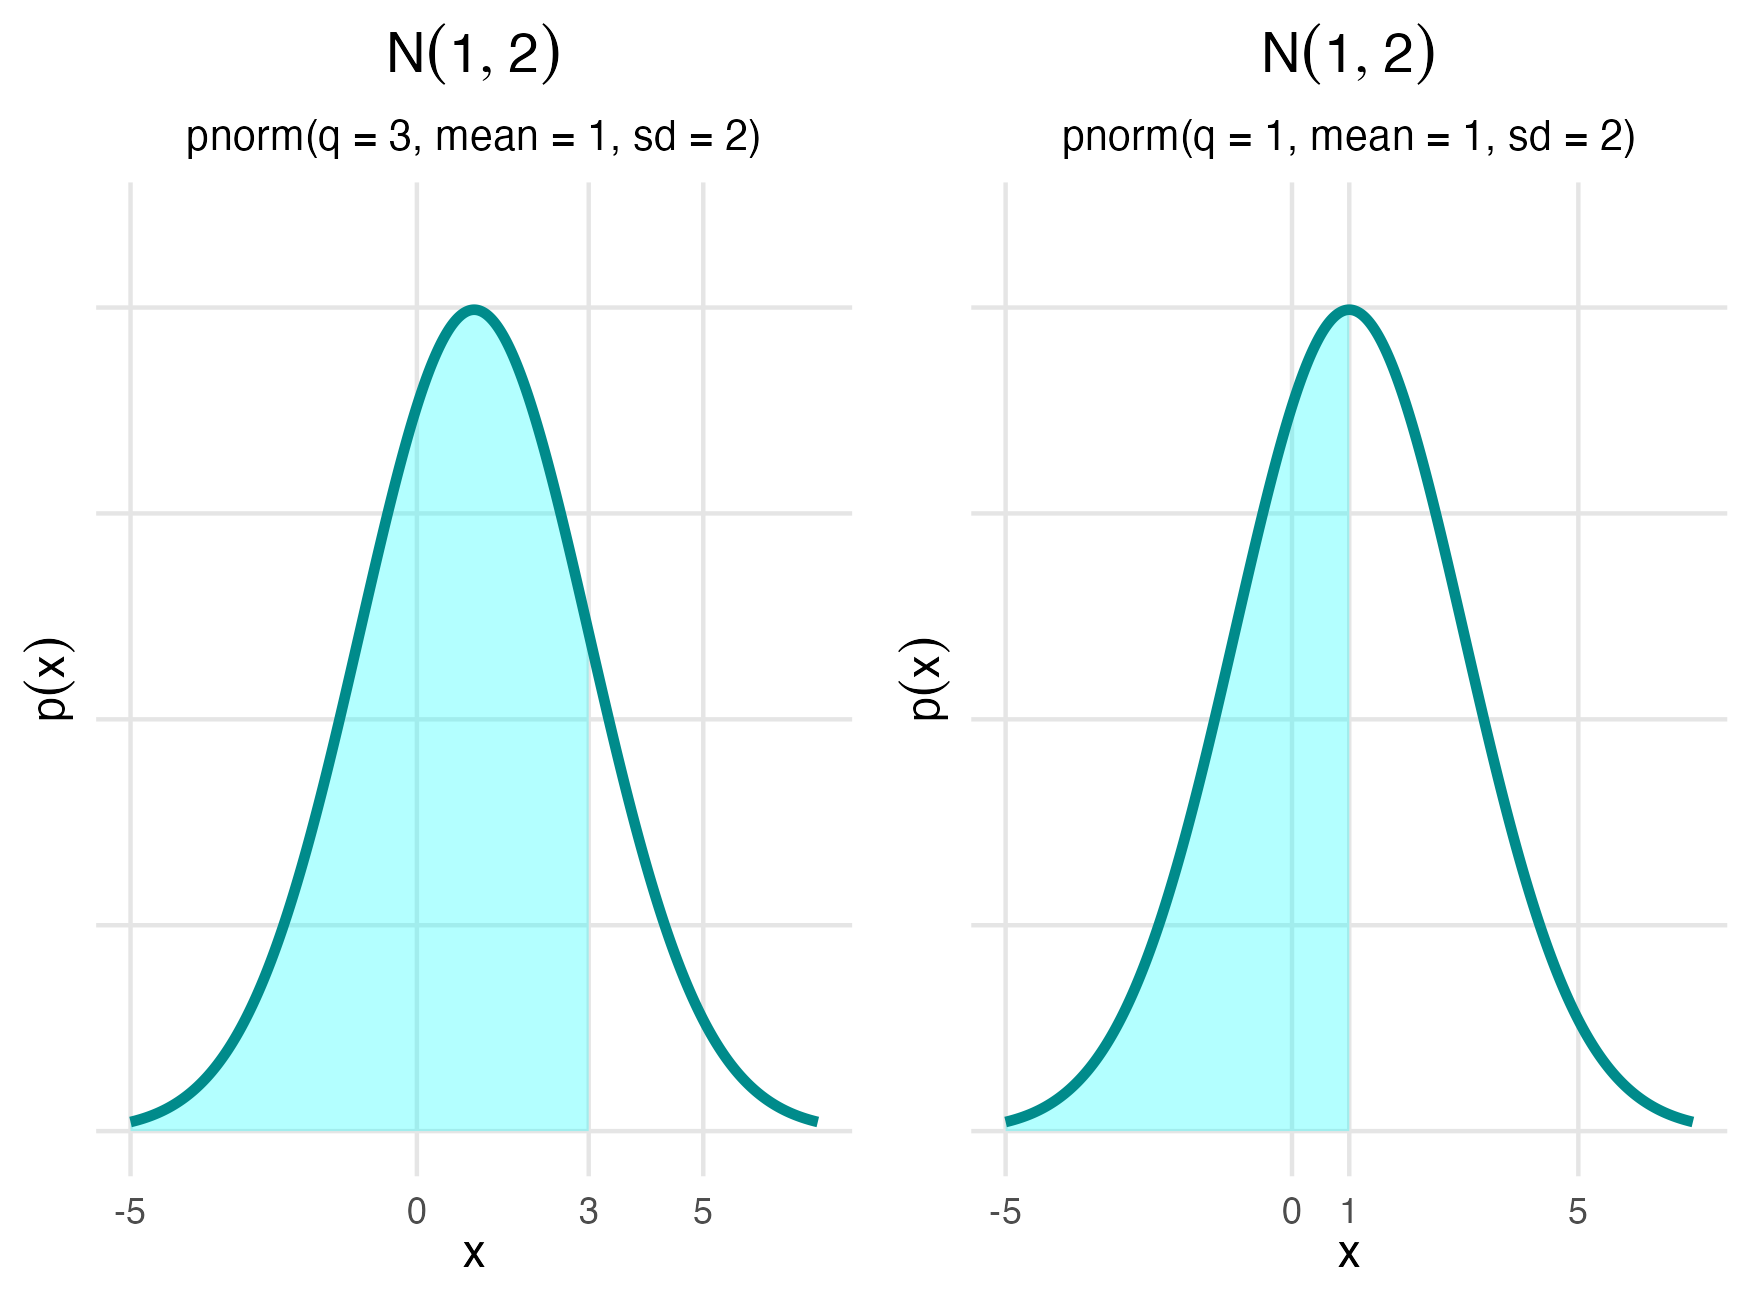 N(1, 2)
pnorm(q = 3, mean = 1, sd = 2)
p(x)
-5 0 3 5
x
N(1, 2)
pnorm(q = 1, mean = 1, sd = 2)
p(x)
-5 0 1 5
x